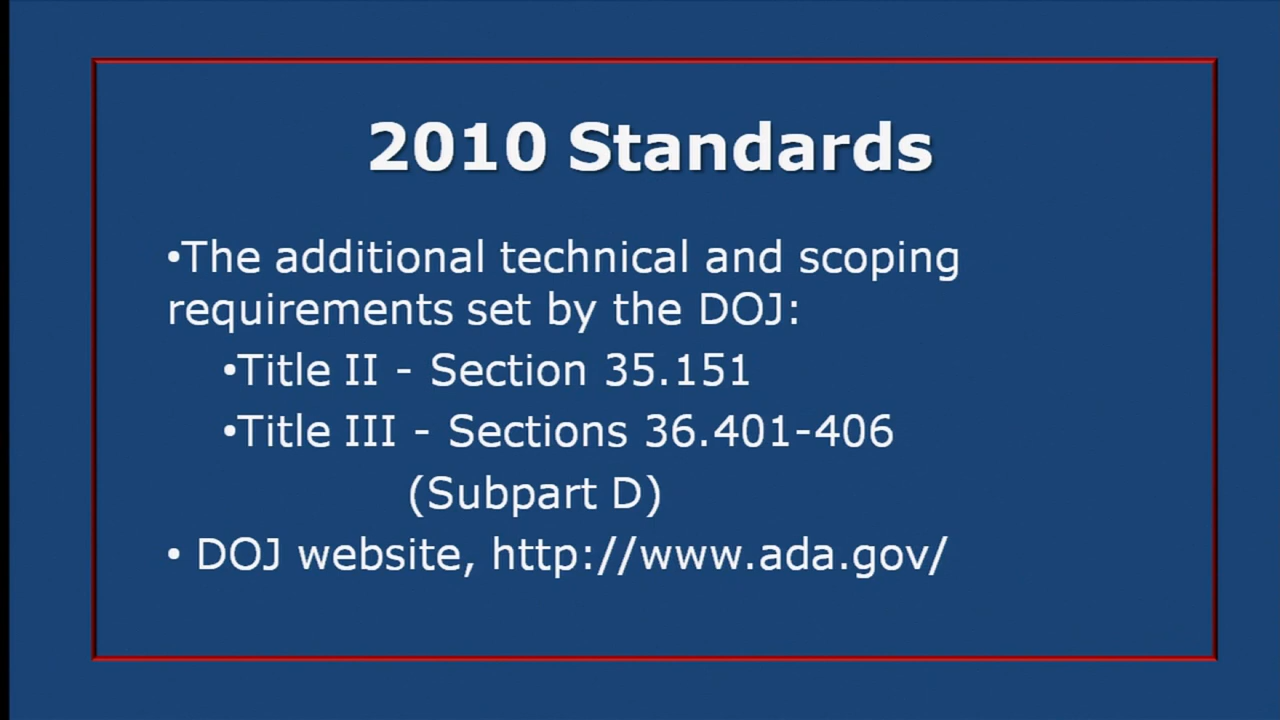 2010 Standards
•The additional technical and scoping
requirements set by the DOJ:
•Title II - Section 35.151
•Title III - Sections 36.401-406
(Subpart D)
• DOJ website, http://www.ada.gov/